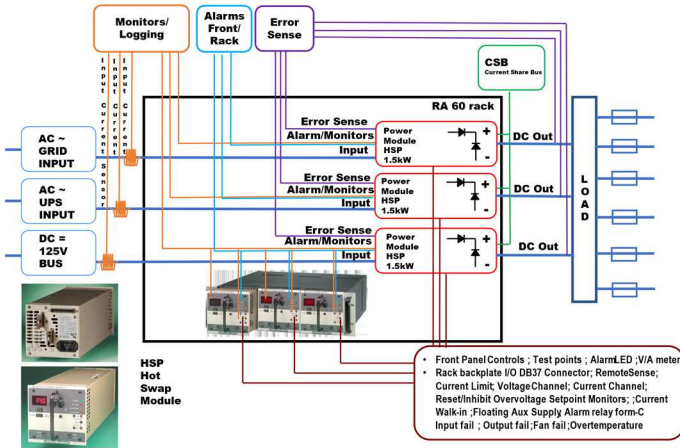 Monitors/
Logging
Alarms
Front/
Rack
Error
Sense
CSB
Current Share Bus
Input Current Sensor
Input Current
Input Current
RA 60 rack
AC ~
GRID
INPUT
Error Sense
Alarm/Monitors
Input
Power
Module
HSP
1.5kW
+
-
DC Out
AC ~
UPS
INPUT
Error Sense
Alarm/Monitors
Input
Power
Module
HSP
1.5kW
+
-
DC Out
DC =
125V
BUS
Error Sense
Alarm/Monitors
Input
Power
Module
HSP
1.5kW
+
-
DC Out
LOAD
HSP
Hot
Swap
Module
• Front Panel Controls ; Test points ; AlarmLED ;V/A meter
• Rack backplate I/O DB37 Connector; RemoteSense;
Current Limit; VoltageChannel; Current Channel;
Reset/Inhibit Overvoltage Setpoint Monitors; ;Current
Walk-in ;Floating Aux Supply, Alarm relay form-C
Input fail ; Output fail;Fan fail;Overtemperature